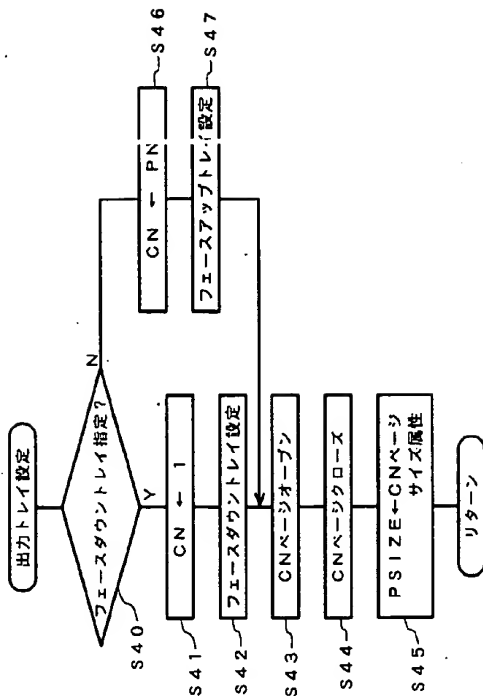 出力トレイ設定
フェースダウントレイ指定?
S40
Y
N
CN ← 1
S41
フェースダウントレイ設定
S42
CNページオープン
S43
CNページクローズ
S44
PSIZE←CNページ
サイズ属性
S45
リターン
CN ← PN
S46
フェースアップトレイ設定
S47